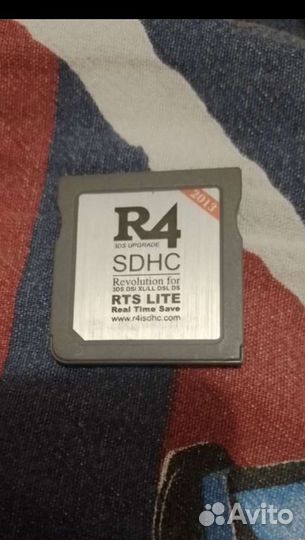 2013
R4
3DS UPGRADE
SDHC
Revolution for
3DS DSi XL/LL DSL DS
RTS LITE
Real Time Save
www.r4isdhc.com
Avito